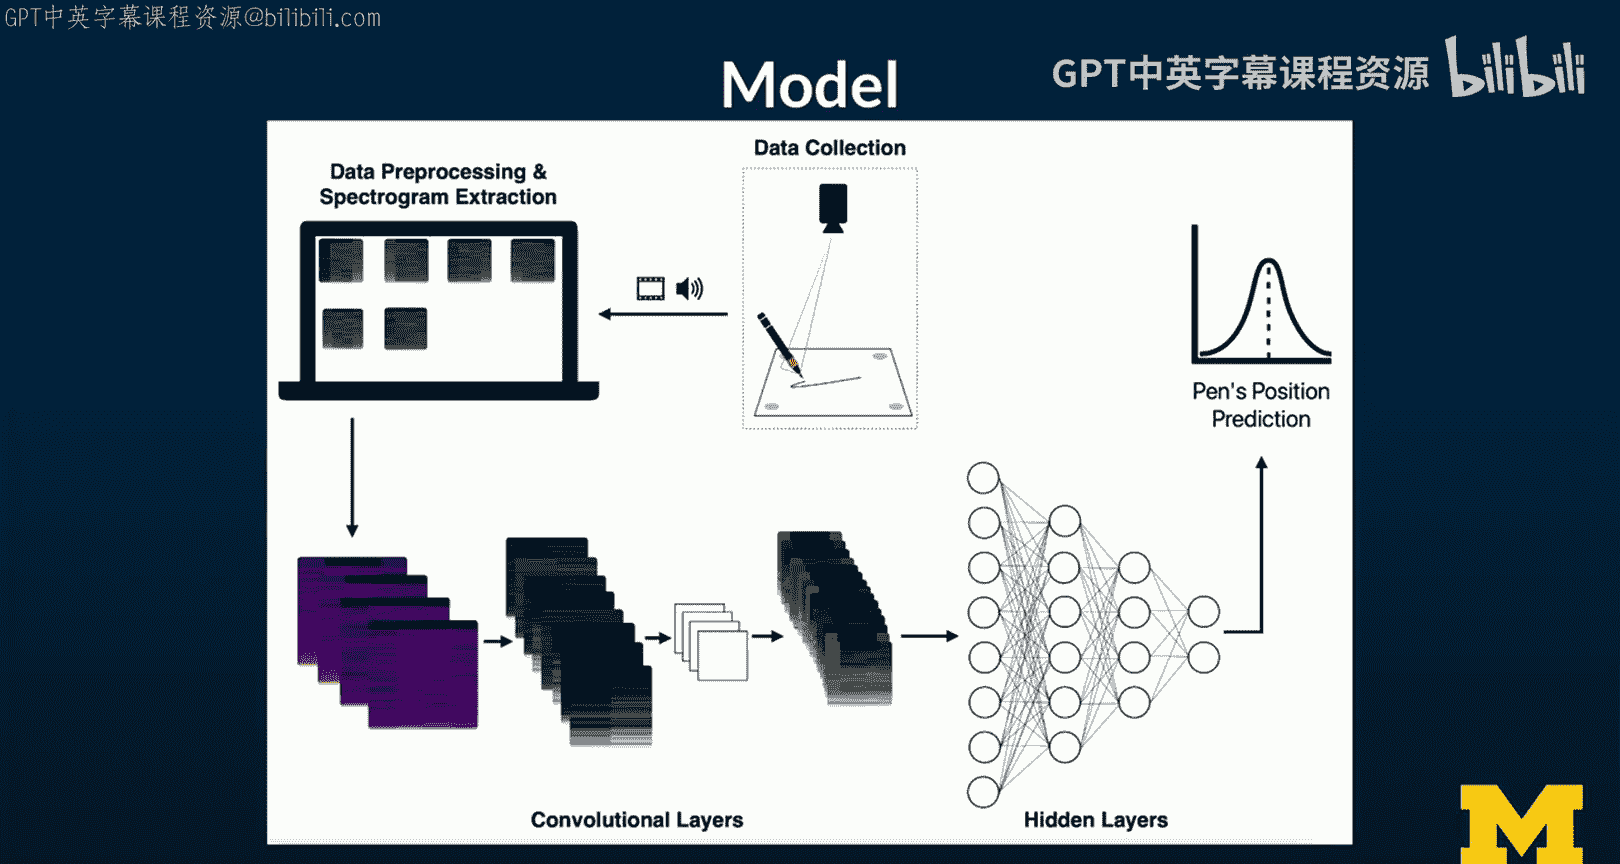 GPT中英字幕课程资源@bilibili.com
GPT中英字幕课程资源 bilibili
Model
Data Collection
Data Preprocessing &
Spectrogram Extraction
Pen's Position
Prediction
Convolutional Layers
Hidden Layers
M